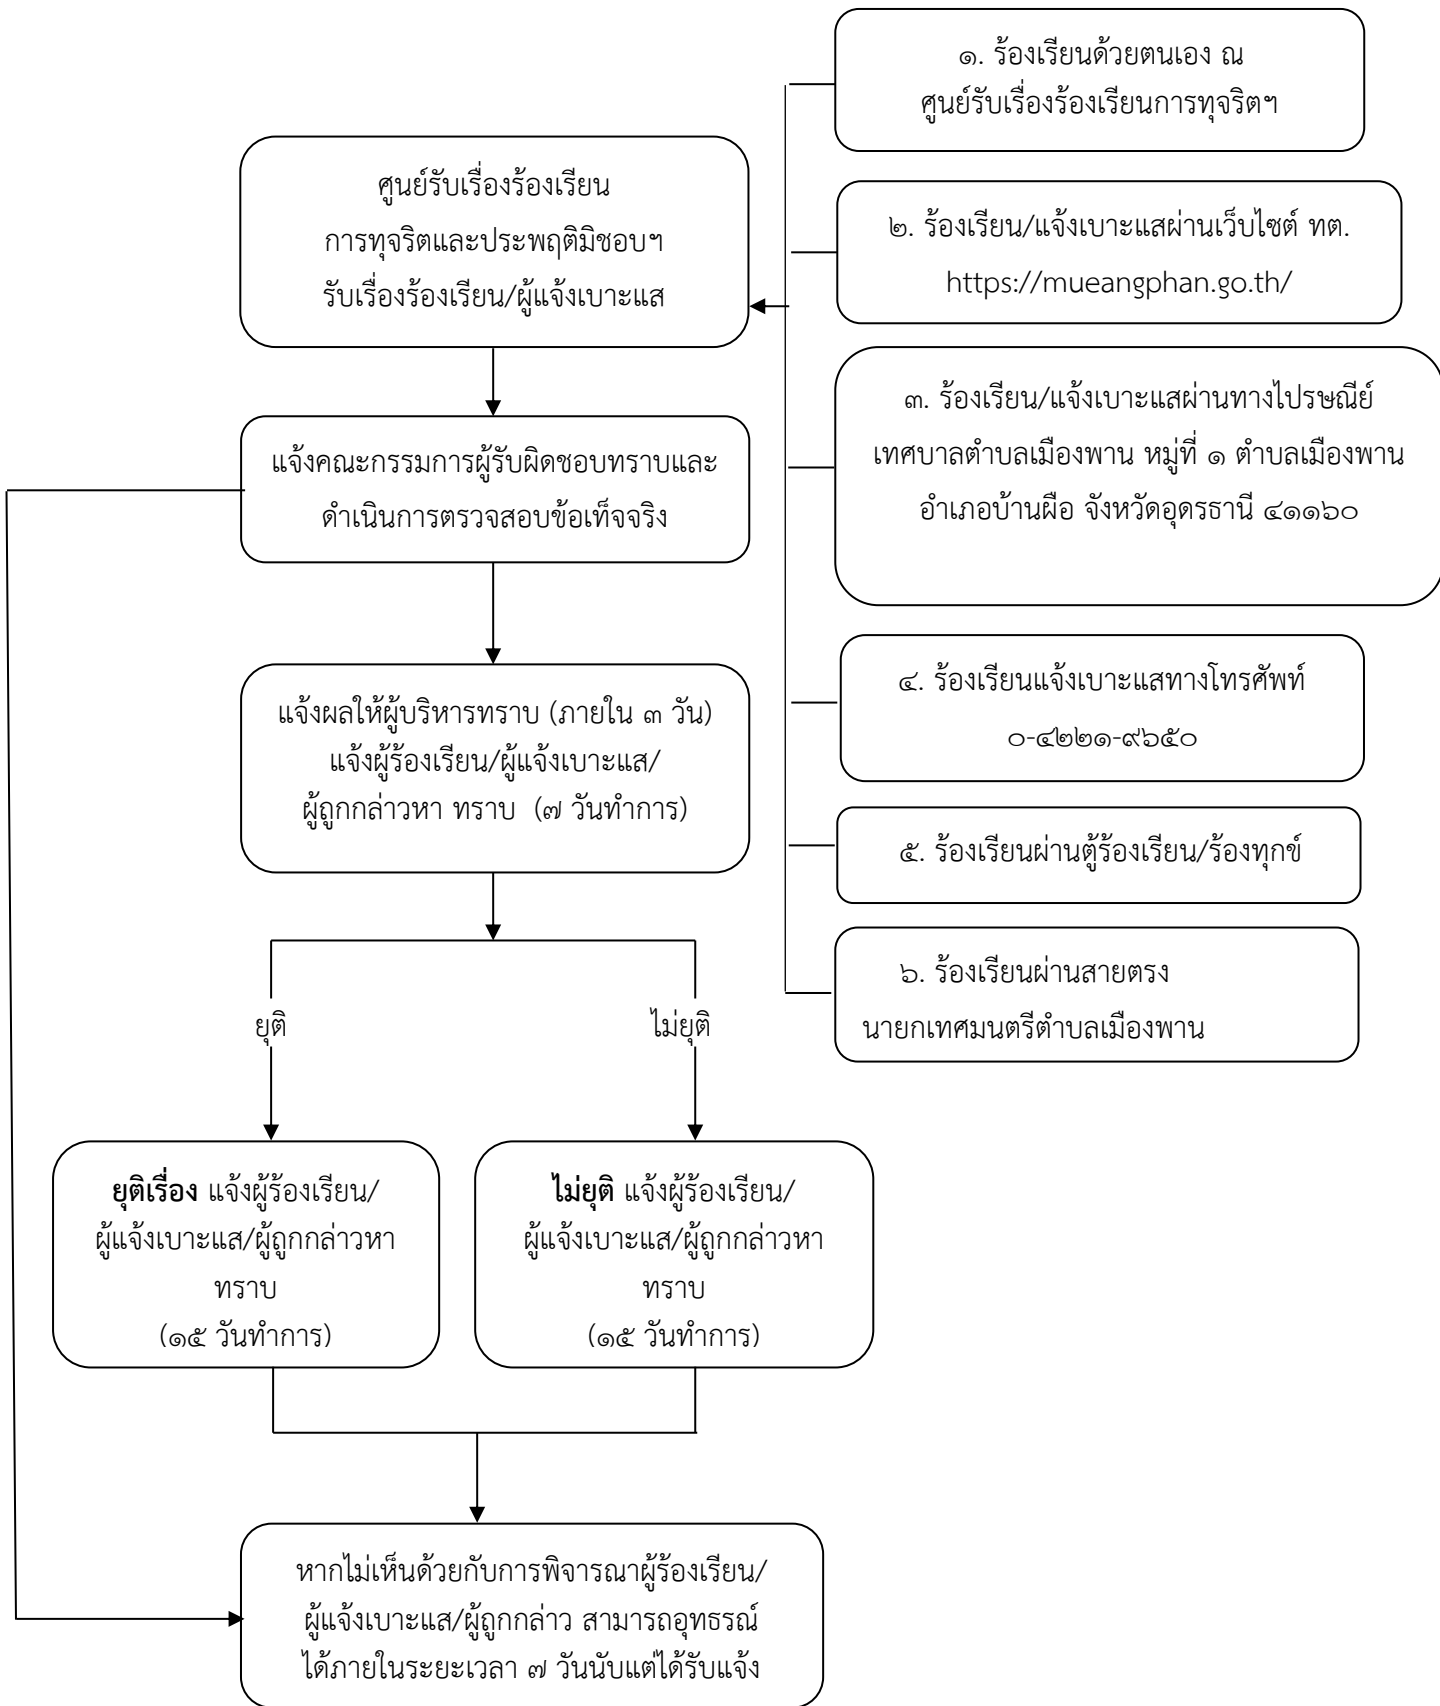 ๑. ร้องเรียนด้วยตนเอง ณ
ศูนย์รับเรื่องร้องเรียนการทุจริตฯ
ศูนย์รับเรื่องร้องเรียน
การทุจริตและประพฤติมิชอบฯ
รับเรื่องร้องเรียน/ผู้แจ้งเบาะแส
๒. ร้องเรียน/แจ้งเบาะแสผ่านเว็บไซต์ ทต.
https://mueangphan.go.th/
๓. ร้องเรียน/แจ้งเบาะแสผ่านทางไปรษณีย์
เทศบาลตำบลเมืองพาน หมู่ที่ ๑ ตำบลเมืองพาน
อำเภอบ้านผือ จังหวัดอุดรธานี ๔๑๑๖๐
แจ้งคณะกรรมการผู้รับผิดชอบทราบและ
ดำเนินการตรวจสอบข้อเท็จจริง
๔. ร้องเรียนแจ้งเบาะแสทางโทรศัพท์
๐-๔๒๒๑-๙๖๕๐
แจ้งผลให้ผู้บริหารทราบ (ภายใน ๓ วัน)
แจ้งผู้ร้องเรียน/ผู้แจ้งเบาะแส/
ผู้ถูกกล่าวหา ทราบ (๗ วันทำการ)
๕. ร้องเรียนผ่านตู้ร้องเรียน/ร้องทุกข์
๖. ร้องเรียนผ่านสายตรง
นายกเทศมนตรีตำบลเมืองพาน
ยุติ
ไม่ยุติ
ยุติเรื่อง แจ้งผู้ร้องเรียน/
ผู้แจ้งเบาะแส/ผู้ถูกกล่าวหา
ทราบ
(๑๕ วันทำการ)
ไม่ยุติ แจ้งผู้ร้องเรียน/
ผู้แจ้งเบาะแส/ผู้ถูกกล่าวหา
ทราบ
(๑๕ วันทำการ)
หากไม่เห็นด้วยกับการพิจารณาผู้ร้องเรียน/
ผู้แจ้งเบาะแส/ผู้ถูกกล่าว สามารถอุทธรณ์
ได้ภายในระยะเวลา ๗ วันนับแต่ได้รับแจ้ง